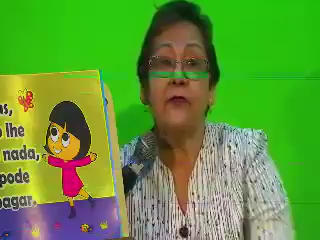 as,
o lhe
nada,
pode
pagar.